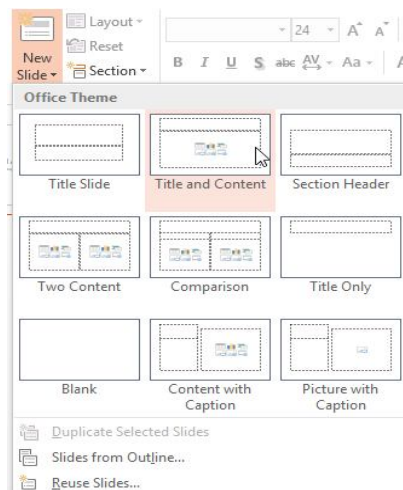 Layout
Reset
Section
New
Slide
24
A A
B I U S abc AV Aa
Office Theme
Title Slide
Title and Content
Section Header
Two Content
Comparison
Title Only
Blank
Content with
Caption
Picture with
Caption
Duplicate Selected Slides
Slides from Outline...
Reuse Slides...